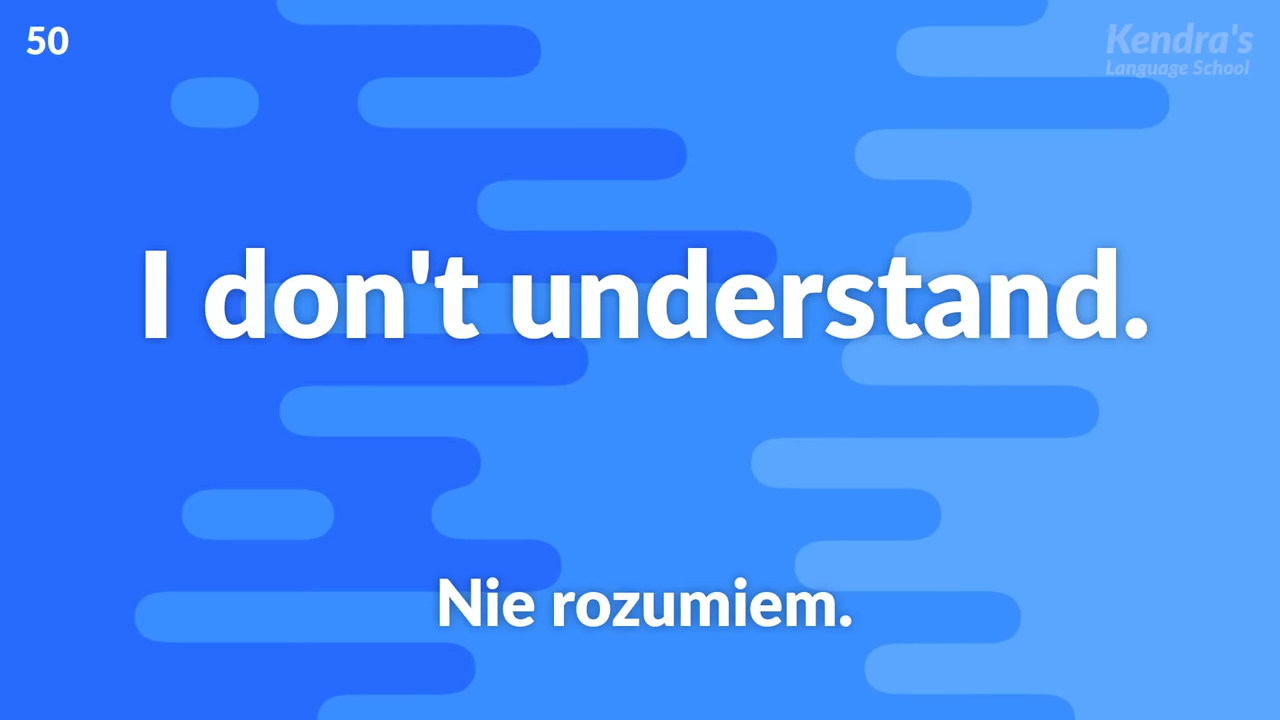 50
Kendra's
Language School
I don't understand.
Nie rozumiem.